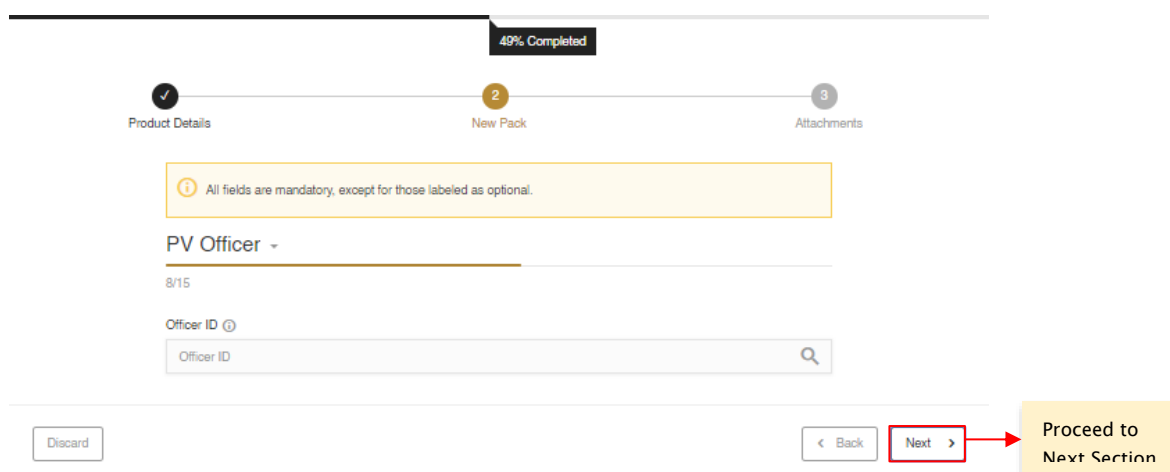 49% Completed
2
3
Product Details
New Pack
Attachments
All fields are mandatory, except for those labeled as optional.
PV Officer
8/15
Officer ID
Officer ID
Discard
Back
Next
Proceed to
Next Section